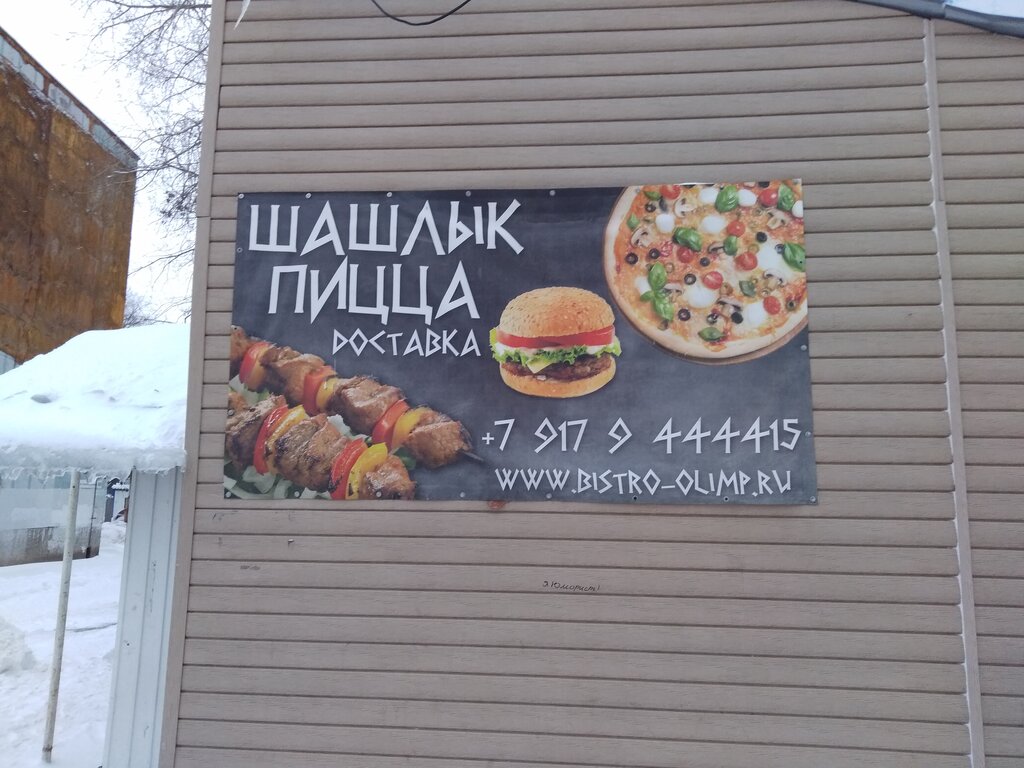 ШАШЛЫК
ПИЦЦА
ДОСТАВКА
+7 917 9 444415
WWW.BISTRO-OLIMP.RU